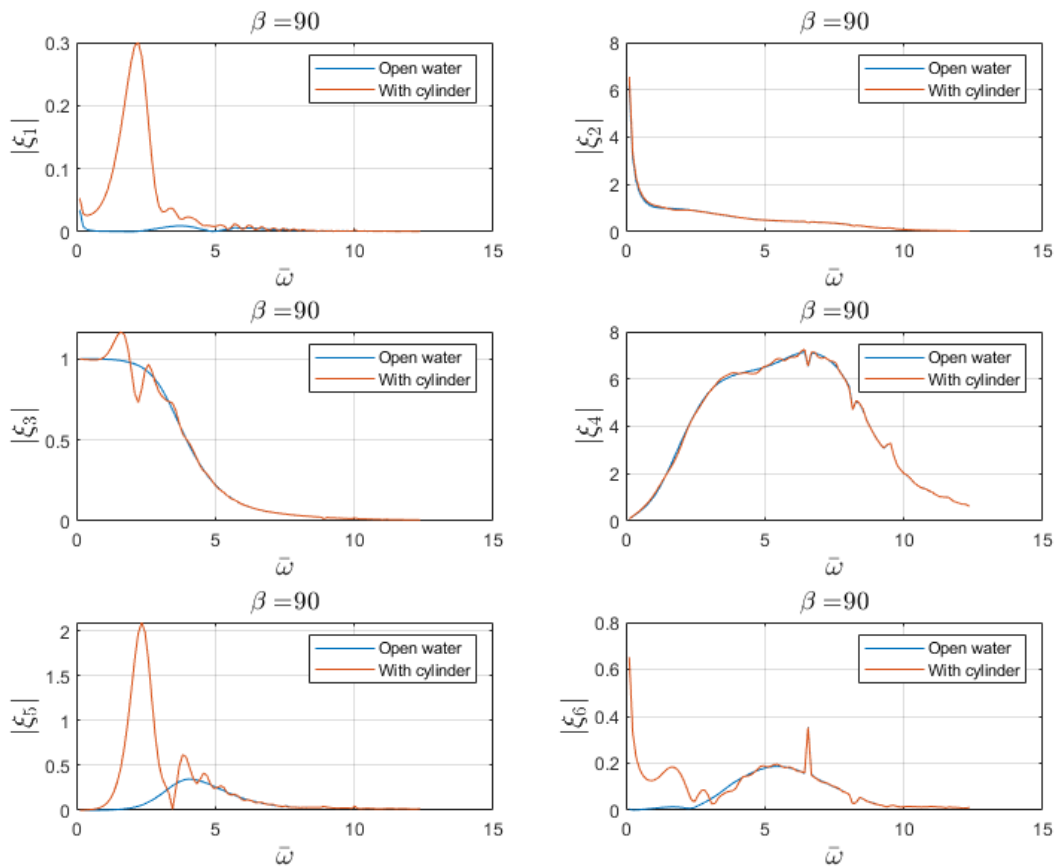 β =90
0.3
0.2
0.1
0
|ξ₁|
Open water
With cylinder
0 5 10 15
ω̄
β =90
8
6
4
2
0
|ξ₂|
Open water
With cylinder
0 5 10 15
ω̄
β =90
1
0.5
0
|ξ₃|
Open water
With cylinder
0 5 10 15
ω̄
β =90
8
6
4
2
0
|ξ₄|
Open water
With cylinder
0 5 10 15
ω̄
β =90
2
1.5
1
0.5
0
|ξ₅|
Open water
With cylinder
0 5 10 15
ω̄
β =90
0.8
0.6
0.4
0.2
0
|ξ₆|
Open water
With cylinder
0 5 10 15
ω̄